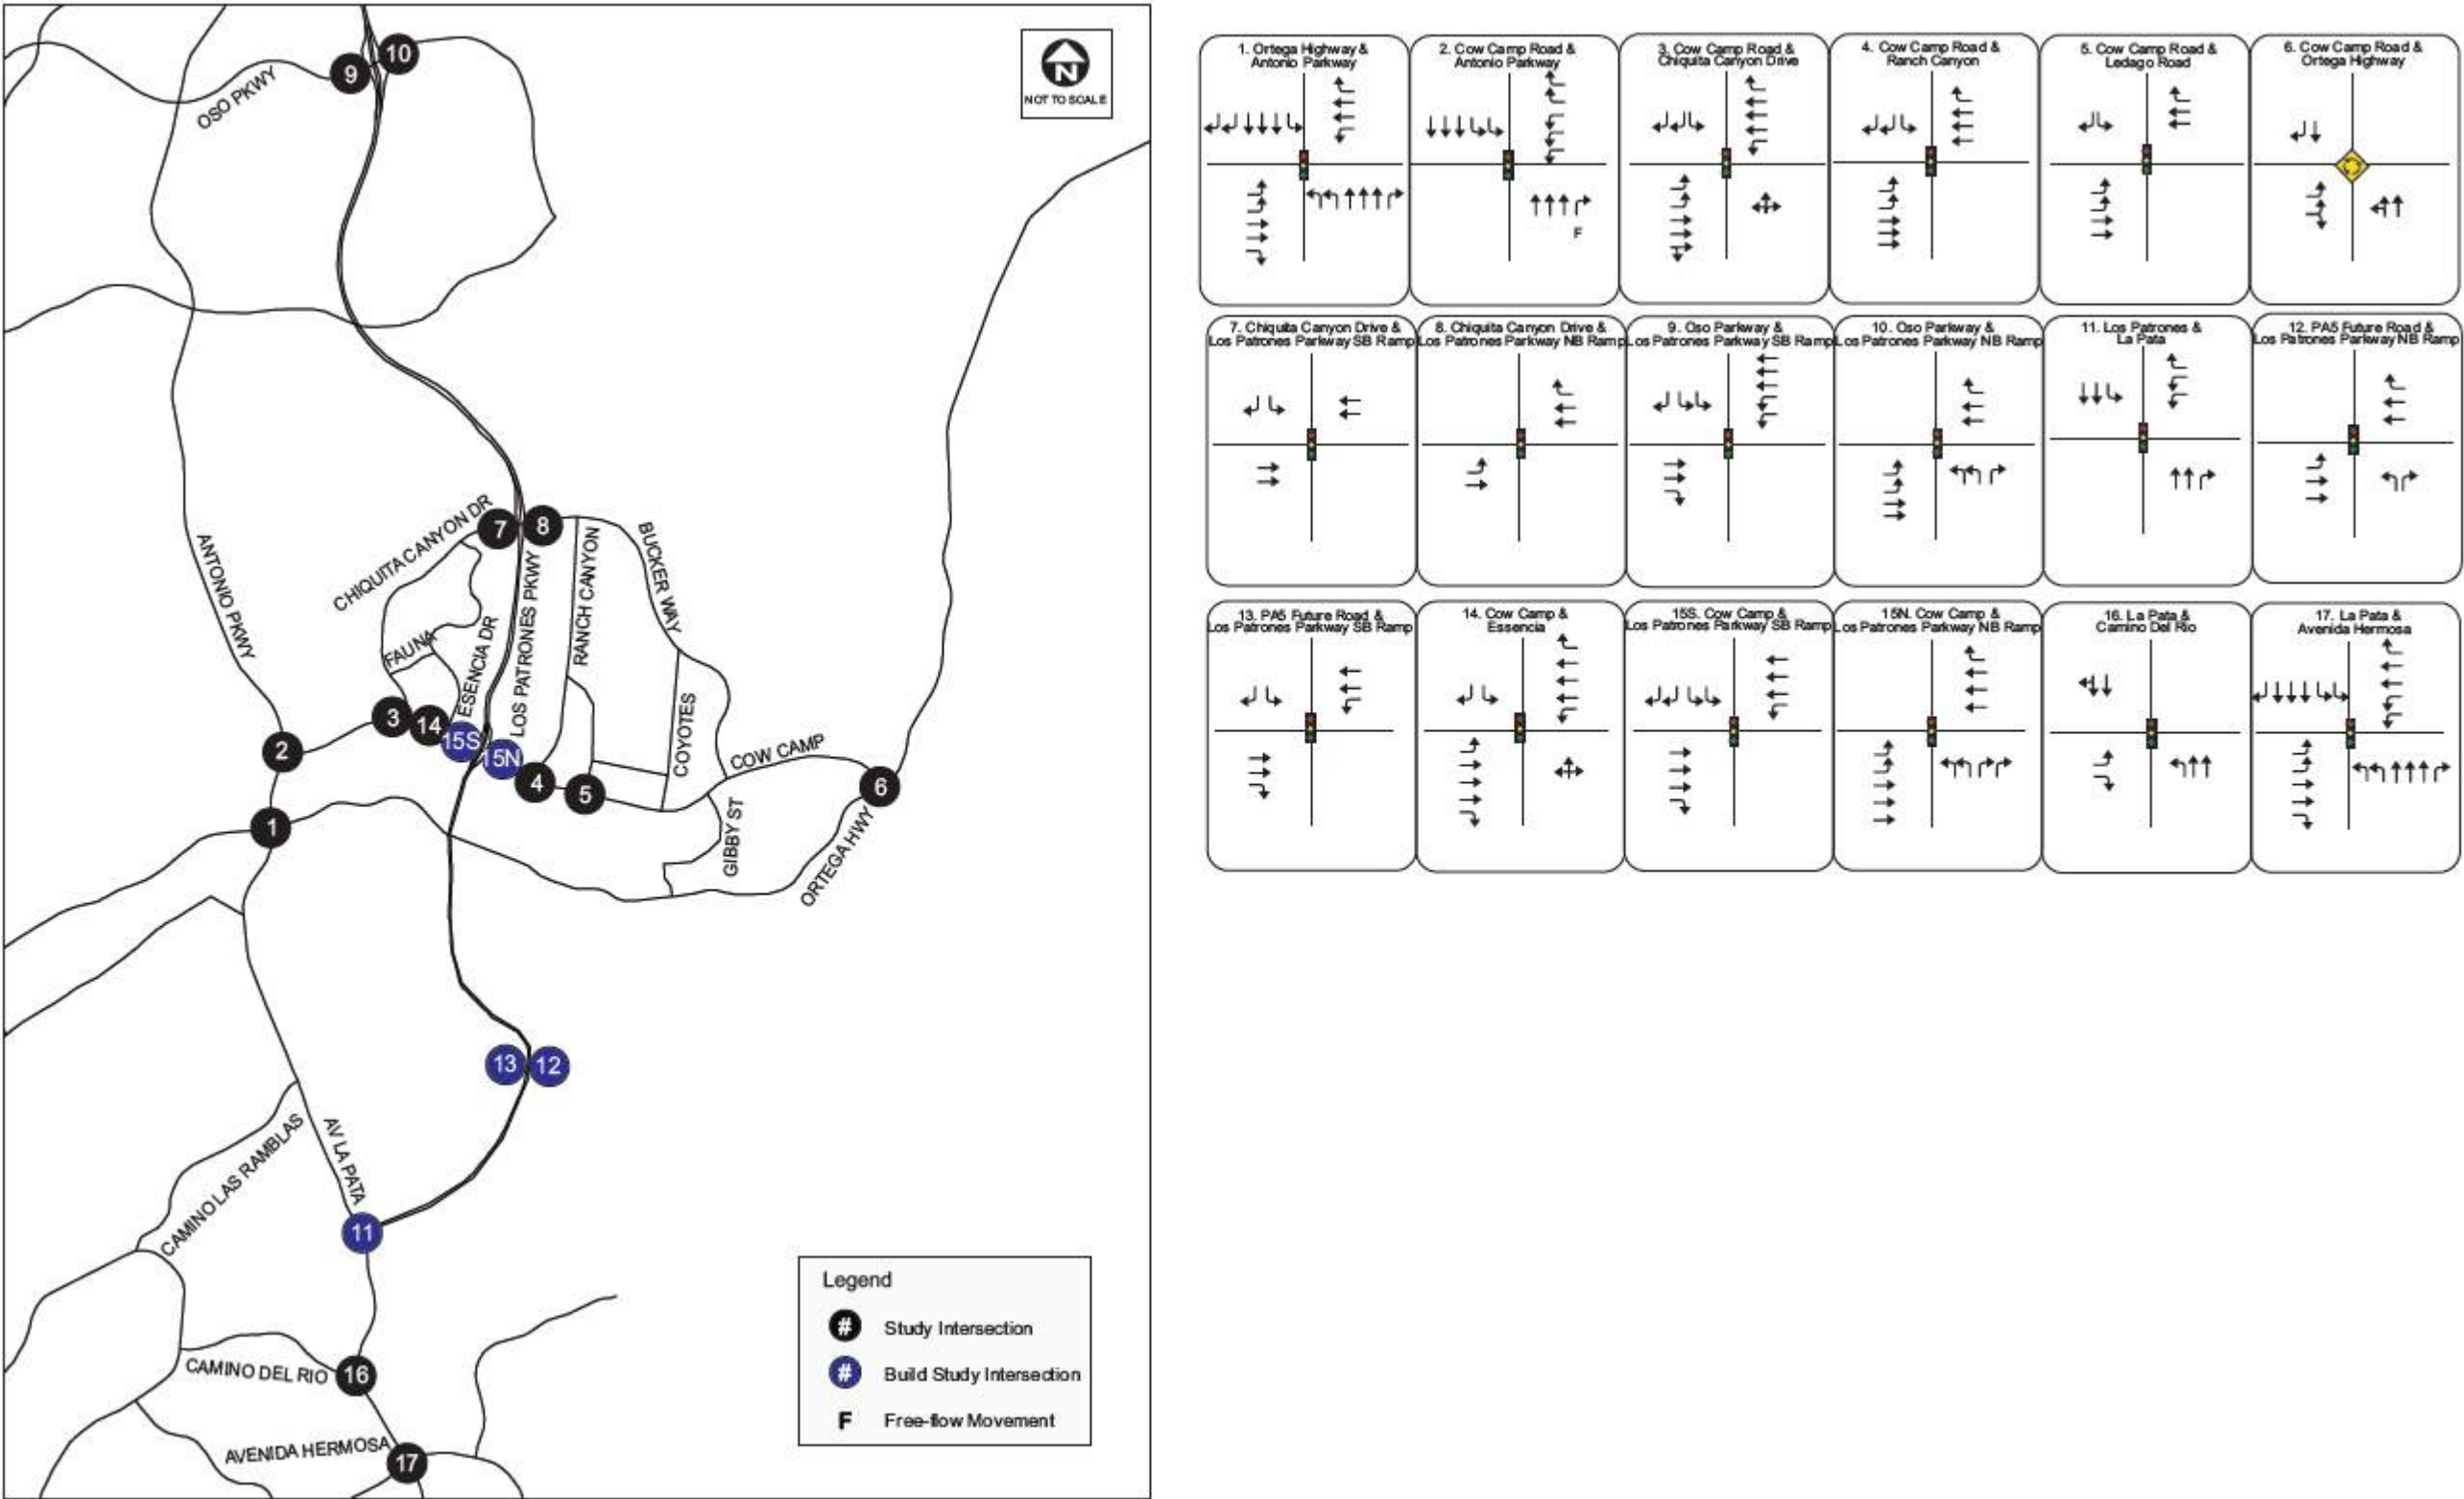 OSO PKWY
9
10
N
NOT TO SCALE
CHIQUITA CANYON DR
7
8
ANTONIO PKWY
FAUNA
ESENCIA DR
LOS PATRONES PKWY
RANCH CANYON
BUCKER WAY
COYOTES
COW CAMP
GIBBY ST
ORTEGA HWY
3
14
15S
15N
2
4
5
6
1
13
12
CAMINO LAS RAMBLAS
AV LA PATA
11
CAMINO DEL RIO
16
AVENIDA HERMOSA
17
Legend
# Study Intersection
# Build Study Intersection
F Free-flow Movement
1. Ortega Highway &
Antonio Parkway
2. Cow Camp Road &
Antonio Parkway
F
3. Cow Camp Road &
Chiquita Canyon Drive
4. Cow Camp Road &
Ranch Canyon
5. Cow Camp Road &
Ledago Road
6. Cow Camp Road &
Ortega Highway
7. Chiquita Canyon Drive &
Los Patrones Parkway SB Ramp
8. Chiquita Canyon Drive &
Los Patrones Parkway NB Ramp
9. Oso Parkway &
Los Patrones Parkway SB Ramp
10. Oso Parkway &
Los Patrones Parkway NB Ramp
11. Los Patrones &
La Pata
12. PA5 Future Road &
Los Patrones Parkway NB Ramp
13. PA5 Future Road &
Los Patrones Parkway SB Ramp
14. Cow Camp &
Essencia
15S. Cow Camp &
Los Patrones Parkway SB Ramp
15N. Cow Camp &
Los Patrones Parkway NB Ramp
16. La Pata &
Camino Del Rio
17. La Pata &
Avenida Hermosa